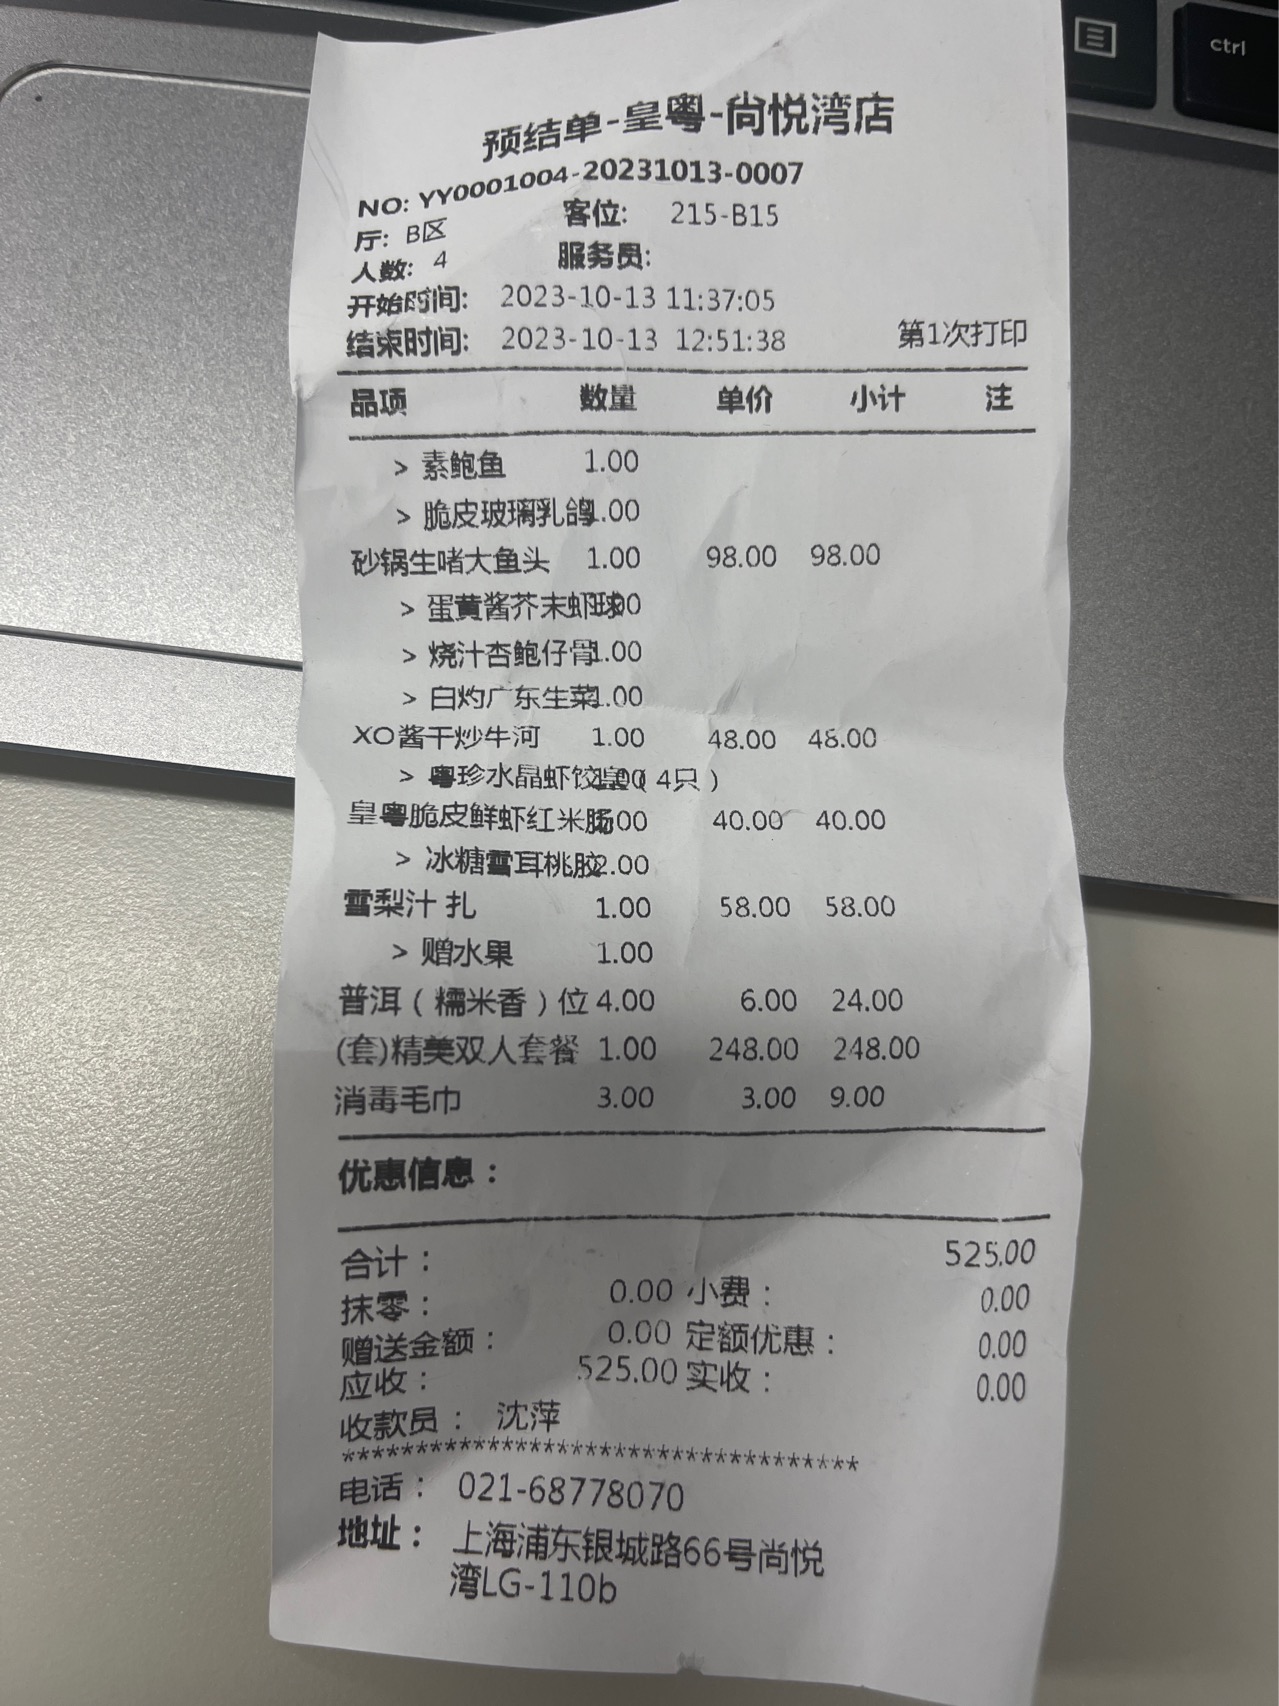 ctrl
预结单-皇粤-尚悦湾店
NO: YY0001004-20231013-0007
厅: B区 客位: 215-B15
人数: 4 服务员:
开始时间: 2023-10-13 11:37:05
结束时间: 2023-10-13 12:51:38 第1次打印
品项 数量 单价 小计 注
> 素鲍鱼 1.00
> 脆皮玻璃乳鸽1.00
砂锅生啫大鱼头 1.00 98.00 98.00
> 蛋黄酱芥末虾球1.00
> 烧汁杏鲍仔骨1.00
> 白灼广东生菜1.00
XO酱干炒牛河 1.00 48.00 48.00
> 粤珍水晶虾饺皇(4只)
皇粤脆皮鲜虾红米肠1.00 40.00 40.00
> 冰糖雪耳桃胶2.00
雪梨汁 扎 1.00 58.00 58.00
> 赠水果 1.00
普洱(糯米香)位 4.00 6.00 24.00
(套)精美双人套餐 1.00 248.00 248.00
消毒毛巾 3.00 3.00 9.00
优惠信息:
合计: 525.00
抹零: 0.00 小费: 0.00
赠送金额: 0.00 定额优惠: 0.00
应收: 525.00 实收: 0.00
收款员: 沈萍
*************************************
电话: 021-68778070
地址: 上海浦东银城路66号尚悦
湾LG-110b